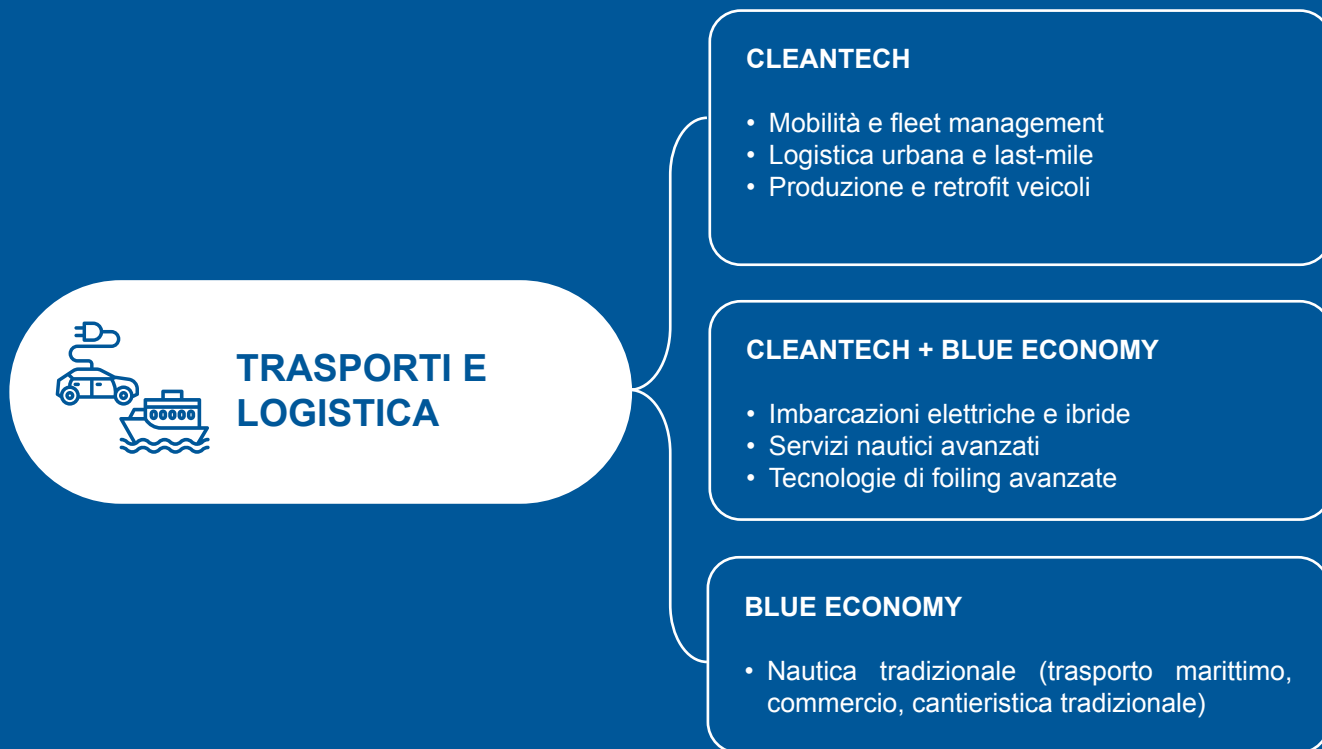 TRASPORTI E
LOGISTICA
CLEANTECH
• Mobilità e fleet management
• Logistica urbana e last-mile
• Produzione e retrofit veicoli
CLEANTECH + BLUE ECONOMY
• Imbarcazioni elettriche e ibride
• Servizi nautici avanzati
• Tecnologie di foiling avanzate
BLUE ECONOMY
• Nautica tradizionale (trasporto marittimo,
commercio, cantieristica tradizionale)